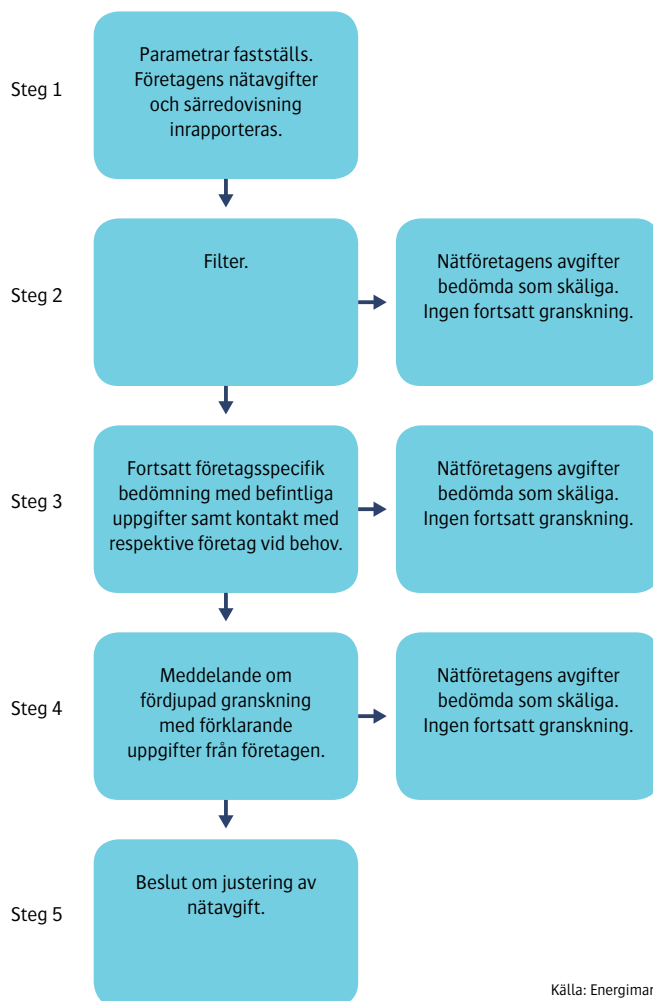 Steg 1
Parametrar fastställs.
Företagens nätavgifter
och särredovisning
inrapporteras.
Steg 2
Filter.
Nätföretagens avgifter
bedömda som skäliga.
Ingen fortsatt granskning.
Steg 3
Fortsatt företagsspecifik
bedömning med befintliga
uppgifter samt kontakt med
respektive företag vid behov.
Nätföretagens avgifter
bedömda som skäliga.
Ingen fortsatt granskning.
Steg 4
Meddelande om
fördjupad granskning
med förklarande
uppgifter från företagen.
Nätföretagens avgifter
bedömda som skäliga.
Ingen fortsatt granskning.
Steg 5
Beslut om justering av
nätavgift.
Källa: Energimar